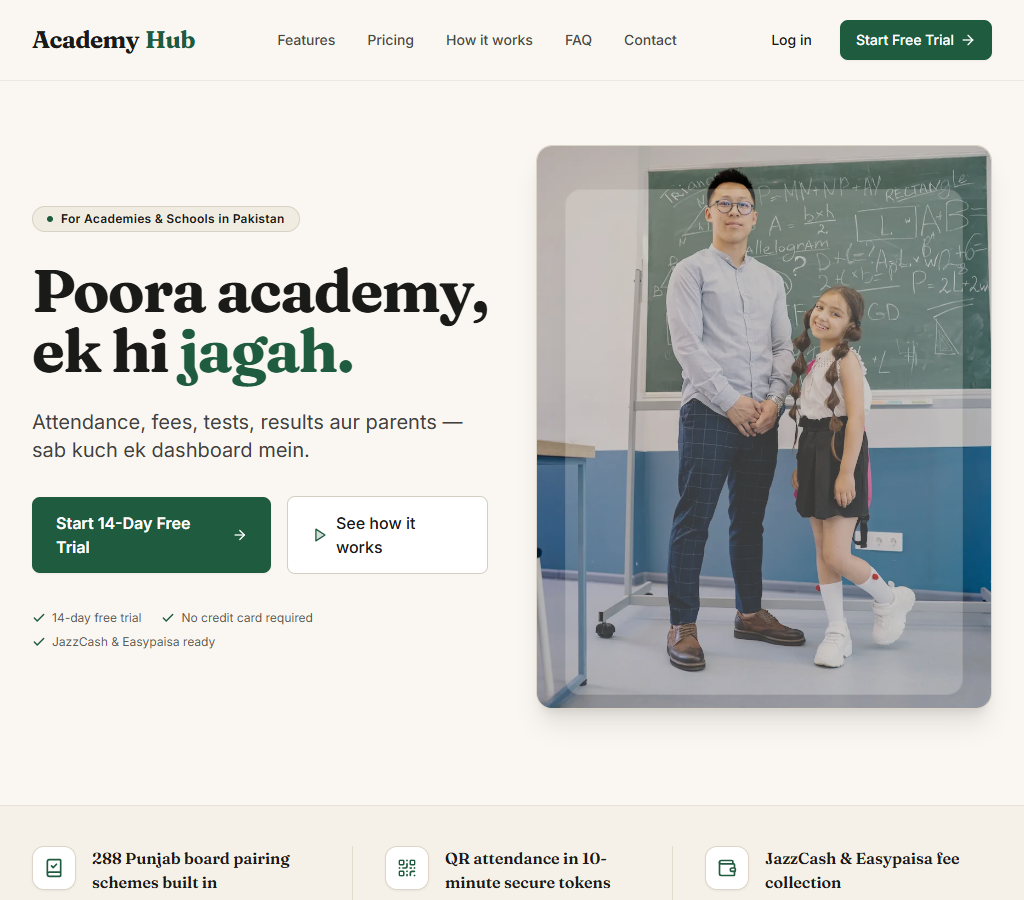 Academy Hub
Features
Pricing
How it works
FAQ
Contact
Log in
Start Free Trial
For Academies & Schools in Pakistan
Poora academy,
ek hi jagah.
Attendance, fees, tests, results aur parents —
sab kuch ek dashboard mein.
Start 14-Day Free
Trial
See how it
works
14-day free trial
No credit card required
JazzCash & Easypaisa ready
RECTANGLE
A =
b×h
2
?
288 Punjab board pairing
schemes built in
QR attendance in 10-
minute secure tokens
JazzCash & Easypaisa fee
collection